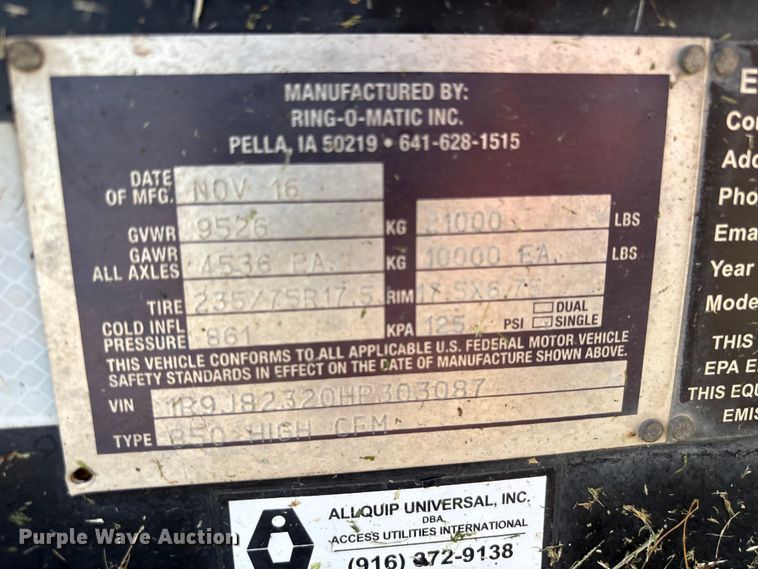 MANUFACTURED BY:
RING-O-MATIC INC.
PELLA, IA 50219 • 641-628-1515
DATE OF MFG. NOV 16
GVWR 9526 KG 21000 LBS
GAWR ALL AXLES 4536 EA. KG 10000 EA. LBS
TIRE 235/75R17.5 RIM 17.5X6.75
COLD INFL. PRESSURE 861 KPA 125 PSI DUAL SINGLE
THIS VEHICLE CONFORMS TO ALL APPLICABLE U.S. FEDERAL MOTOR VEHICLE
SAFETY STANDARDS IN EFFECT ON THE DATE OF MANUFACTURE SHOWN ABOVE.
VIN 1R9J82320HP303087
TYPE 850 HIGH CFM
E
Co
Add
Pho
Emai
Year
Mode
THIS
EPA E
THIS EQU
EMIS
ALLQUIP UNIVERSAL, INC.
DBA
ACCESS UTILITIES INTERNATIONAL
(916) 372-9138
Purple Wave Auction®